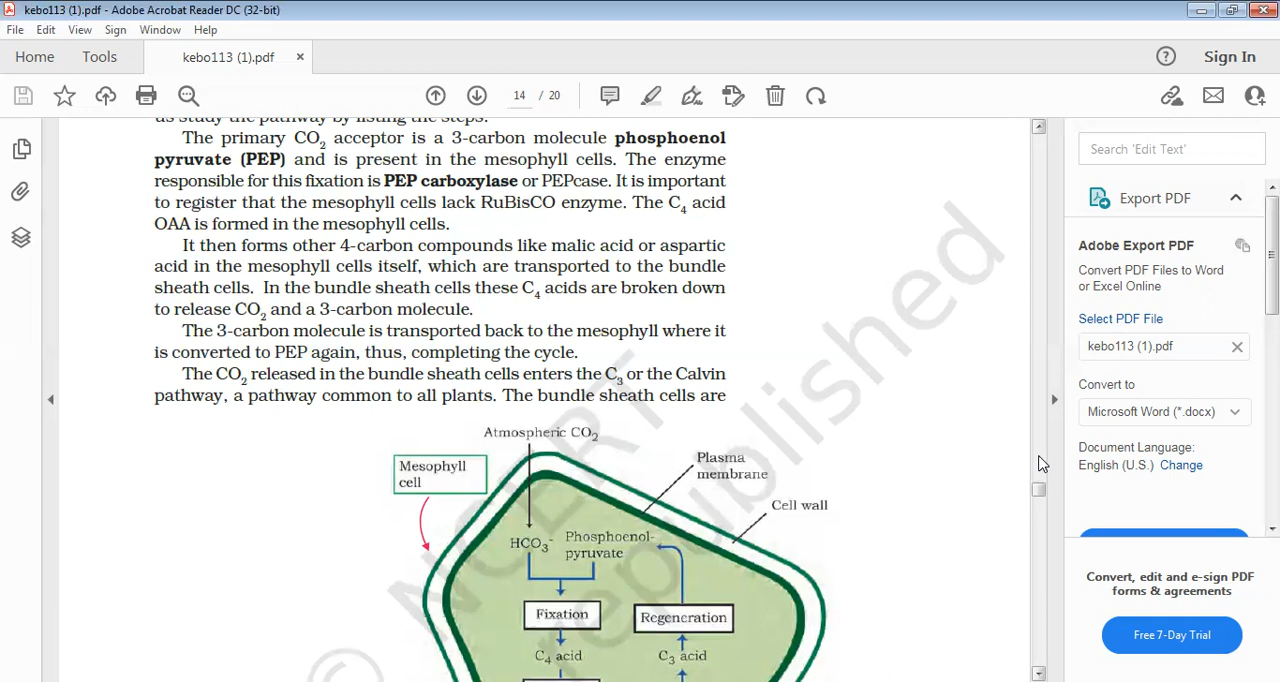 kebo113 (1).pdf - Adobe Acrobat Reader DC (32-bit)
File Edit View Sign Window Help
Home Tools kebo113 (1).pdf × Sign In
14 / 20
us study the pathway by listing the steps.
The primary CO2 acceptor is a 3-carbon molecule phosphoenol
pyruvate (PEP) and is present in the mesophyll cells. The enzyme
responsible for this fixation is PEP carboxylase or PEPcase. It is important
to register that the mesophyll cells lack RuBisCO enzyme. The C4 acid
OAA is formed in the mesophyll cells.
It then forms other 4-carbon compounds like malic acid or aspartic
acid in the mesophyll cells itself, which are transported to the bundle
sheath cells. In the bundle sheath cells these C4 acids are broken down
to release CO2 and a 3-carbon molecule.
The 3-carbon molecule is transported back to the mesophyll where it
is converted to PEP again, thus, completing the cycle.
The CO2 released in the bundle sheath cells enters the C3 or the Calvin
pathway, a pathway common to all plants. The bundle sheath cells are
Atmospheric CO2
Mesophyll
cell
Plasma
membrane
Cell wall
HCO3-
Phosphoenol-
pyruvate
Fixation
Regeneration
C4 acid
C3 acid
© NCERT
republished
Search 'Edit Text'
Export PDF
Adobe Export PDF
Convert PDF Files to Word
or Excel Online
Select PDF File
kebo113 (1).pdf
Convert to
Microsoft Word (*.docx)
Document Language:
English (U.S.) Change
Convert, edit and e-sign PDF
forms & agreements
Free 7-Day Trial